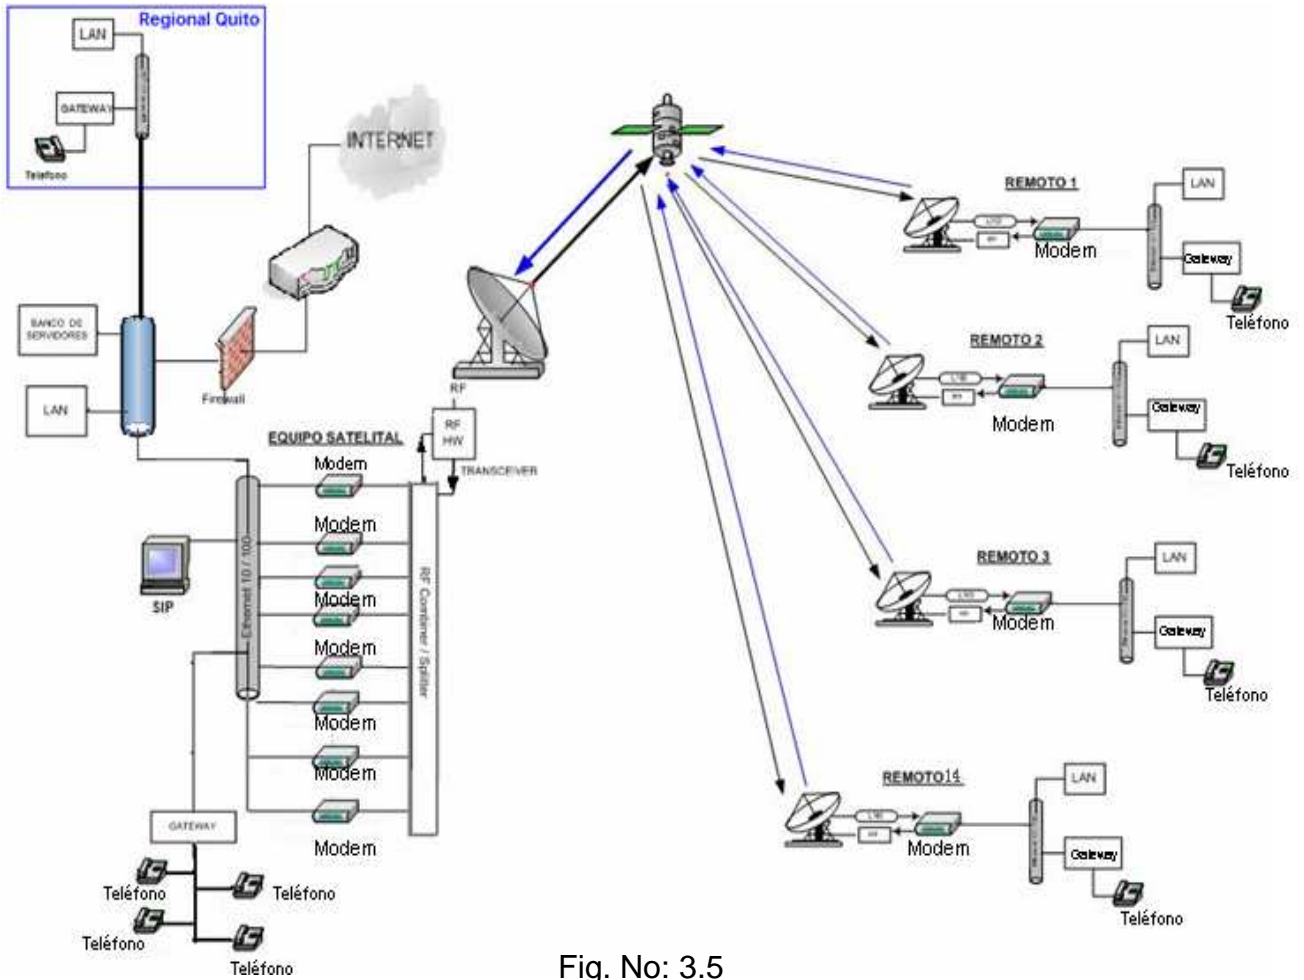 Regional Quito
LAN
GATEWAY
Telefono
INTERNET
BANCO DE
SERVIDORES
LAN
Firewall
EQUIPO SATELITAL
RF
RF
HW
TRANSCEIVER
Modem
Modem
Modem
Modem
Modem
Modem
Modem
Modem
SIP
Ethernet 10 / 100
RF Combiner / Splitter
GATEWAY
Teléfono
Teléfono
Teléfono
Teléfono
REMOTO 1
LAN
Modem
Gateway
Teléfono
REMOTO 2
LAN
Modem
Gateway
Teléfono
REMOTO 3
LAN
Modem
Gateway
Teléfono
REMOTO14
LAN
Modem
Gateway
Teléfono
Fig. No: 3.5